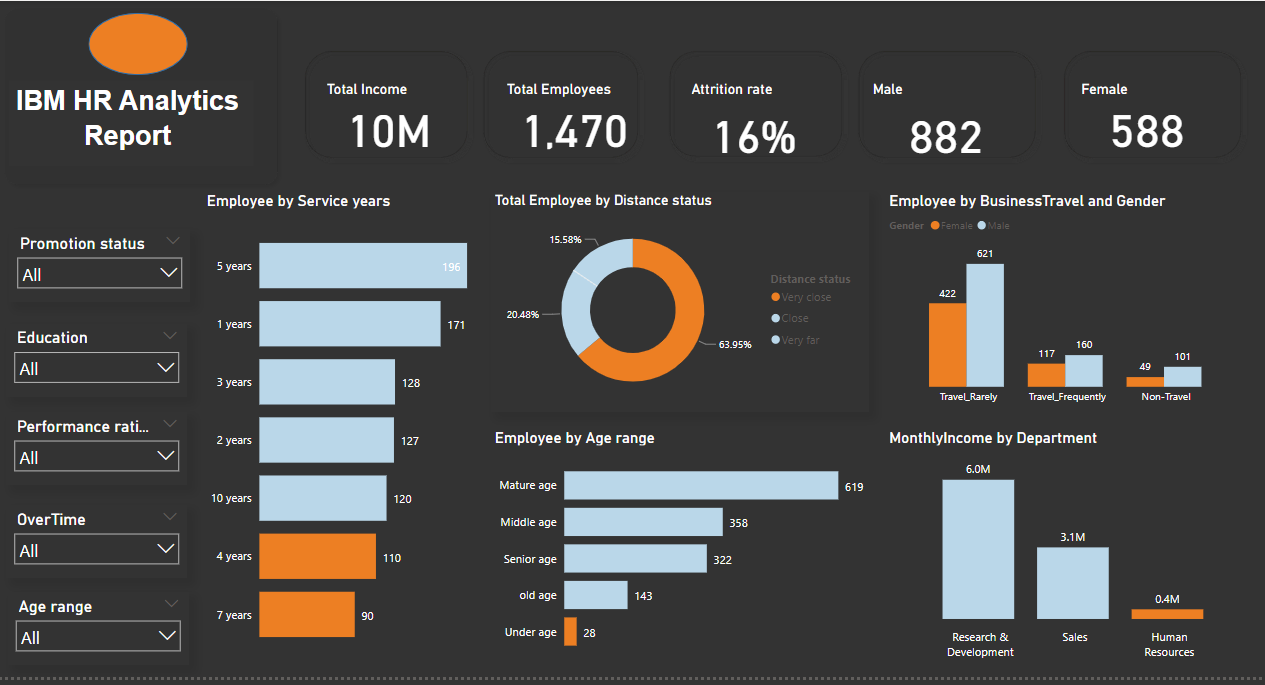 IBM HR Analytics
Report
Total Income
10M
Total Employees
1,470
Attrition rate
16%
Male
882
Female
588
Promotion status
All
Education
All
Performance rati...
All
OverTime
All
Age range
All
Employee by Service years
5 years
196
1 years
171
3 years
128
2 years
127
10 years
120
4 years
110
7 years
90
Total Employee by Distance status
15.58%
20.48%
63.95%
Distance status
Very close
Close
Very far
Employee by Age range
Mature age
619
Middle age
358
Senior age
322
old age
143
Under age
28
Employee by BusinessTravel and Gender
Gender Female Male
422
621
117
160
49
101
Travel_Rarely
Travel_Frequently
Non-Travel
MonthlyIncome by Department
6.0M
3.1M
0.4M
Research &
Development
Sales
Human
Resources